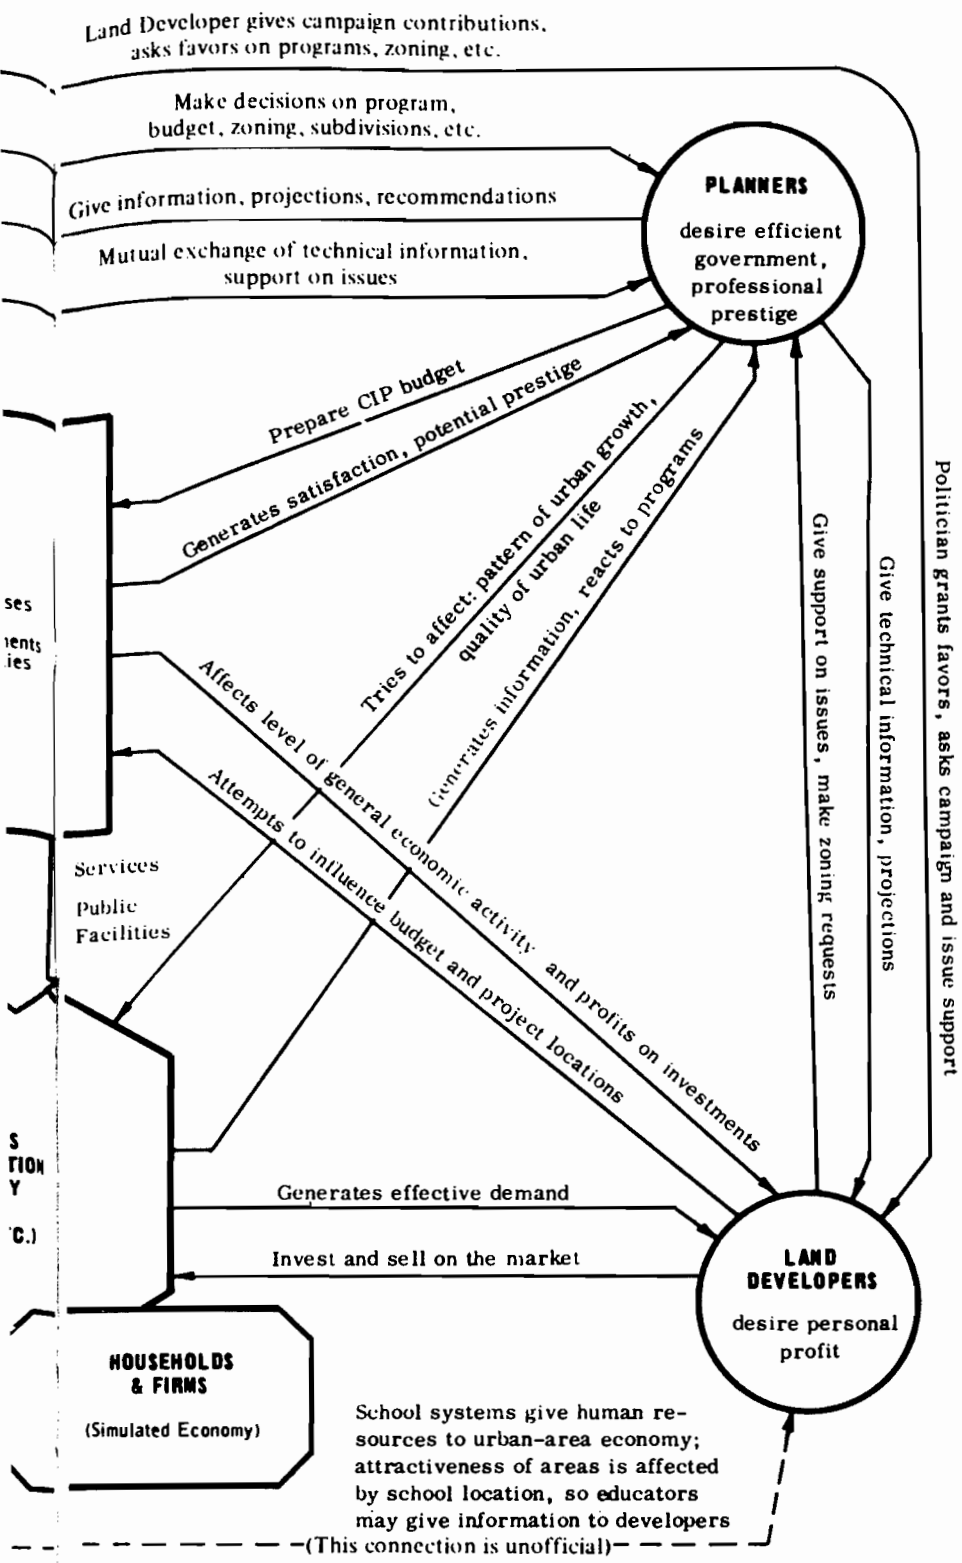 Land Developer gives campaign contributions,
asks favors on programs, zoning, etc.
Make decisions on program,
budget, zoning, subdivisions, etc.
Give information, projections, recommendations
Mutual exchange of technical information,
support on issues
PLANNERS
desire efficient
government,
professional
prestige
Prepare CIP budget
Generates satisfaction, potential prestige
Tries to affect: pattern of urban growth,
quality of urban life
Generates information, reacts to programs
Give support on issues, make zoning requests
Give technical information, projections
Politician grants favors, asks campaign and issue support
ses
ents
ies
Affects level of general economic activity and profits on investments
Attempts to influence budget and project locations
Services
Public
Facilities
S
TION
Y
C.)
Generates effective demand
Invest and sell on the market
LAND
DEVELOPERS
desire personal
profit
HOUSEHOLDS
& FIRMS
(Simulated Economy)
School systems give human re-
sources to urban-area economy;
attractiveness of areas is affected
by school location, so educators
may give information to developers
(This connection is unofficial)